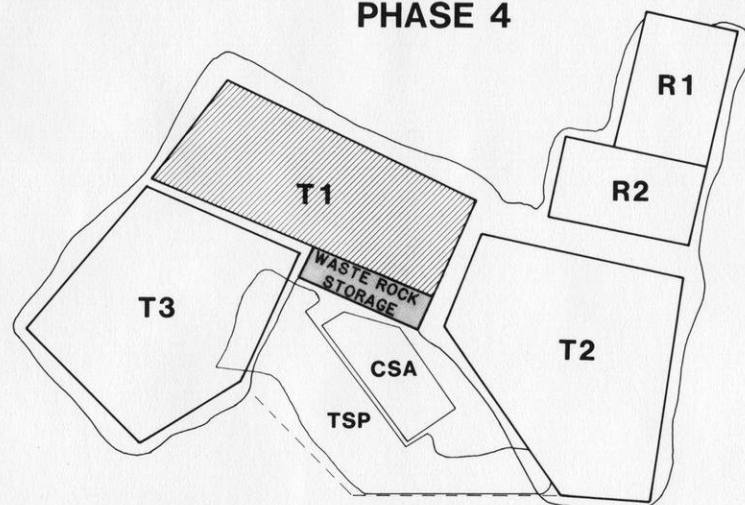 PHASE 4
R1
T1
R2
WASTE ROCK
STORAGE
T3
T2
CSA
TSP